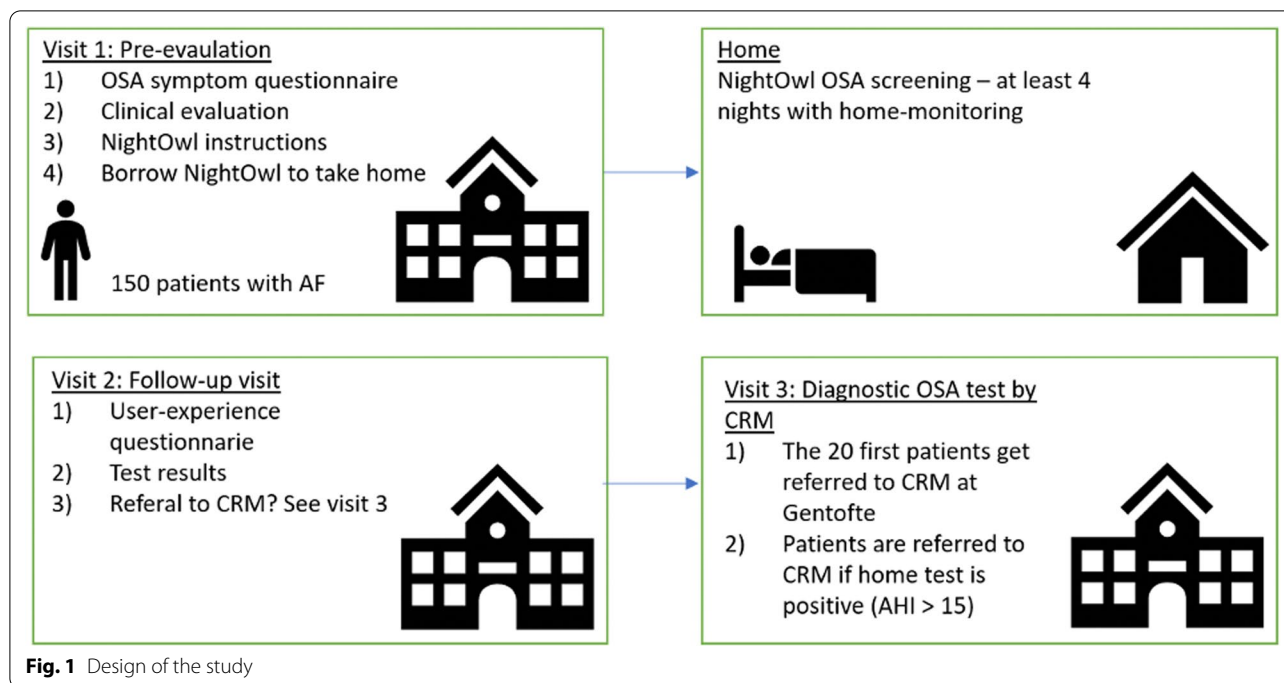 Visit 1: Pre-evaulation
1) OSA symptom questionnaire
2) Clinical evaluation
3) NightOwl instructions
4) Borrow NightOwl to take home
150 patients with AF
Home
NightOwl OSA screening – at least 4
nights with home-monitoring
Visit 2: Follow-up visit
1) User-experience
questionnarie
2) Test results
3) Referal to CRM? See visit 3
Visit 3: Diagnostic OSA test by
CRM
1) The 20 first patients get
referred to CRM at
Gentofte
2) Patients are referred to
CRM if home test is
positive (AHI > 15)
Fig. 1 Design of the study